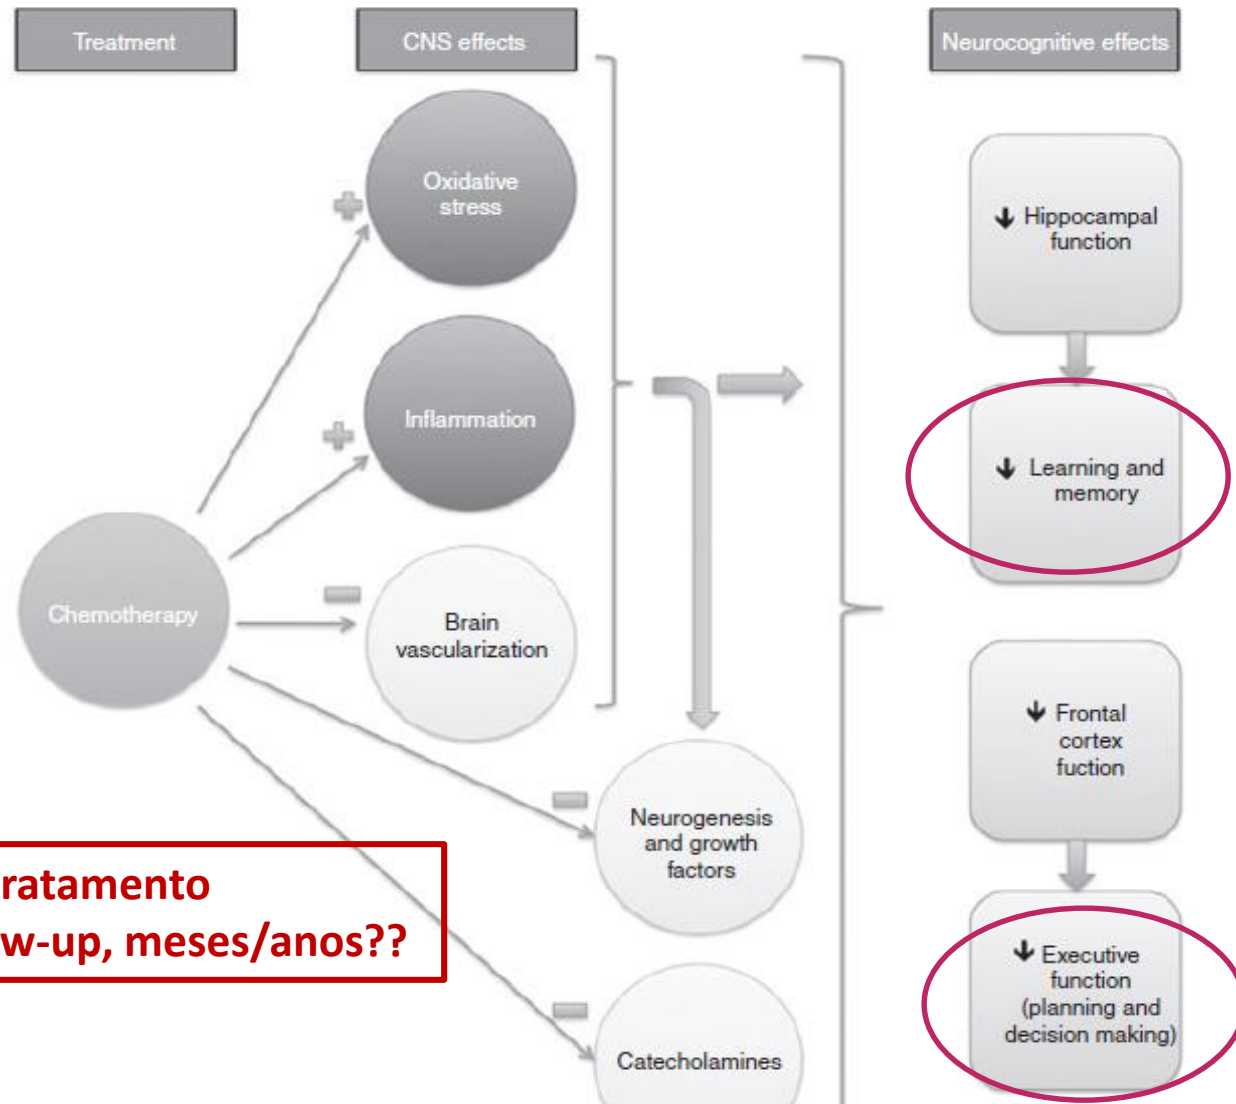 Treatment
CNS effects
Neurocognitive effects
Oxidative
stress
Inflammation
Chemotherapy
Brain
vascularization
Neurogenesis
and growth
factors
Catecholamines
Hippocampal
function
Learning and
memory
Frontal
cortex
fuction
Executive
function
(planning and
decision making)
ratamento
w-up, meses/anos??